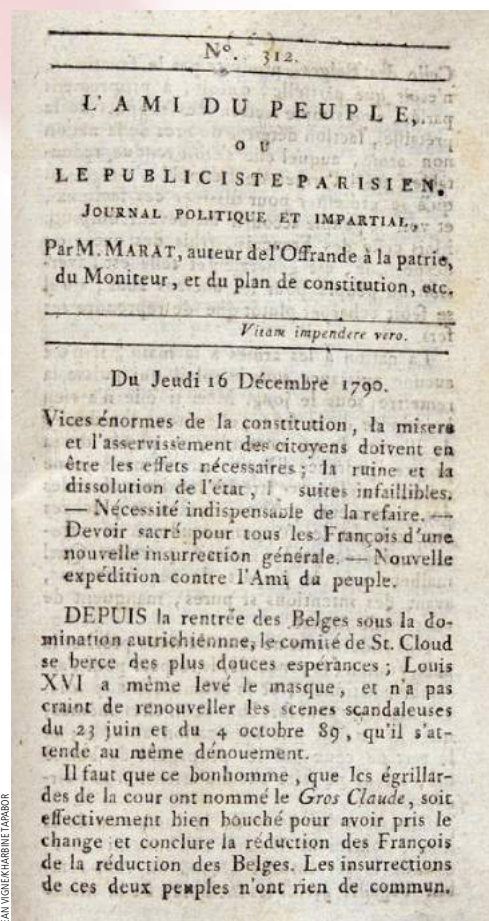 N°. 312.
L'AMI DU PEUPLE,
OU
LE PUBLICISTE PARISIEN.
JOURNAL POLITIQUE ET IMPARTIAL,
Par M. MARAT, auteur de l'Offrande à la patrie,
du Moniteur, et du plan de constitution, etc.
Vitam impendere vero.
Du Jeudi 16 Décembre 1790.
Vices énormes de la constitution, la misere
et l'asservissement des citoyens doivent en
être les effets nécessaires; la ruine et la
dissolution de l'état, suites infaillibles.
— Nécessité indispensable de la refaire. —
Devoir sacré pour tous les François d'une
nouvelle insurrection générale. — Nouvelle
expédition contre l'Ami du peuple.
DEPUIS la rentrée des Belges sous la do-
mination autrichiennne, le comité de St. Cloud
se berce des plus douces espérances; Louis
XVI a même levé le masque, et n'a pas
craint de renouveller les scenes scandaleuses
du 23 juin et du 4 octobre 89, qu'il s'at-
tende au même dénouement.
Il faut que ce bonhomme, que les égrillar-
des de la cour ont nommé le Gros Claude, soit
effectivement bien bouché pour avoir pris le
change et conclure la réduction des François
de la réduction des Belges. Les insurrections
de ces deux peuples n'ont rien de commun.
JEAN VIGNE/KHARBINE TAPABOR